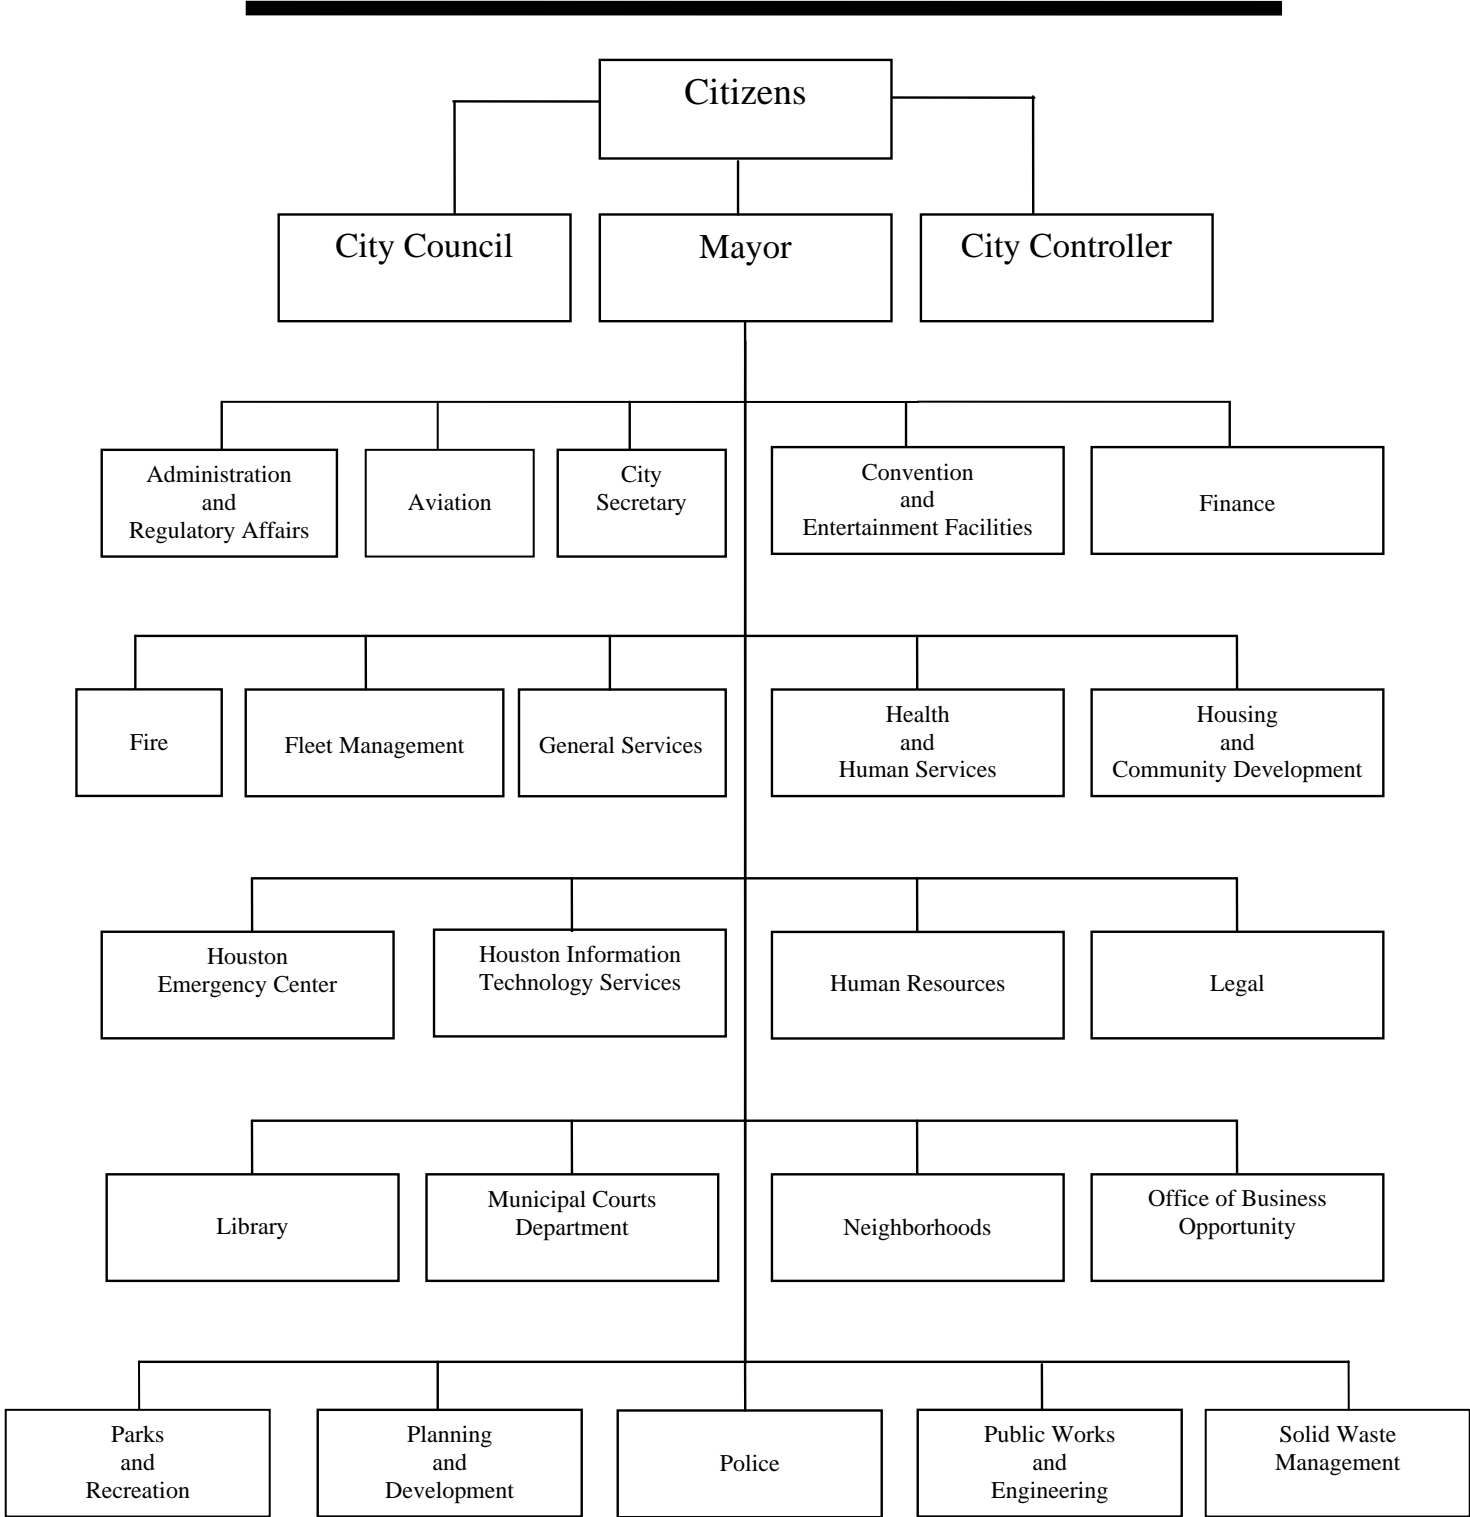 Citizens
City Council
Mayor
City Controller
Administration
and
Regulatory Affairs
Aviation
City
Secretary
Convention
and
Entertainment Facilities
Finance
Fire
Fleet Management
General Services
Health
and
Human Services
Housing
and
Community Development
Houston
Emergency Center
Houston Information
Technology Services
Human Resources
Legal
Library
Municipal Courts
Department
Neighborhoods
Office of Business
Opportunity
Parks
and
Recreation
Planning
and
Development
Police
Public Works
and
Engineering
Solid Waste
Management